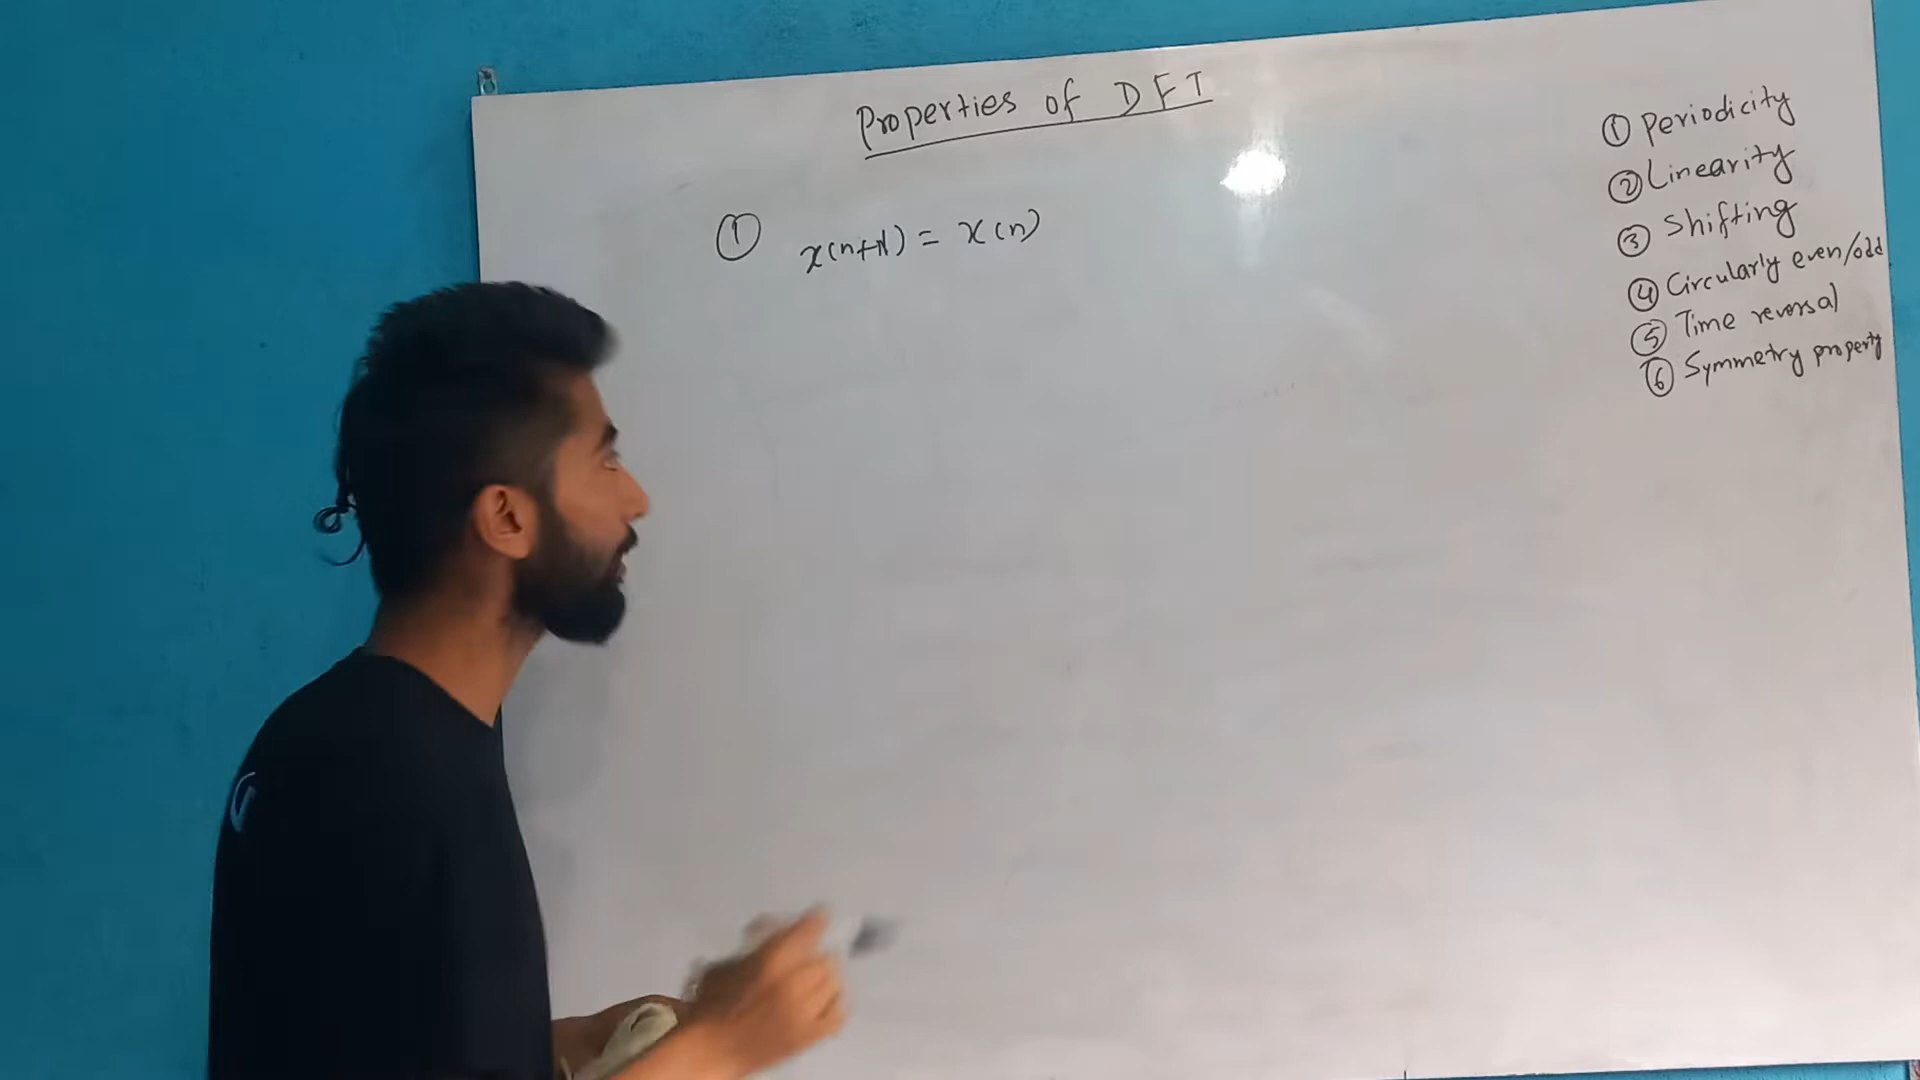 Properties of DFT
① x(n+N) = x(n)
① Periodicity
② Linearity
③ Shifting
④ Circularly even/odd
⑤ Time reversal
⑥ Symmetry property